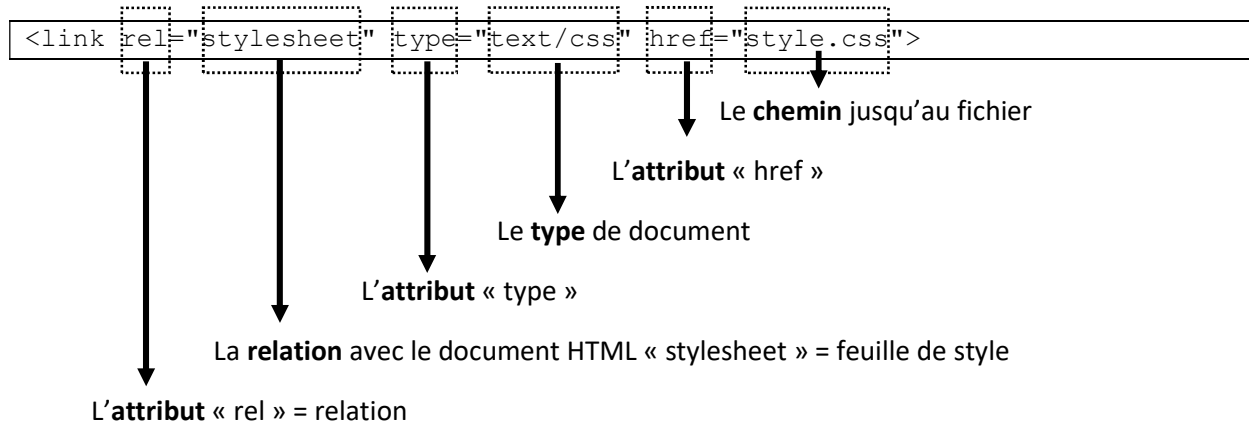 <link rel="stylesheet" type="text/css" href="style.css">
Le chemin jusqu’au fichier
L’attribut « href »
Le type de document
L’attribut « type »
La relation avec le document HTML « stylesheet » = feuille de style
L’attribut « rel » = relation